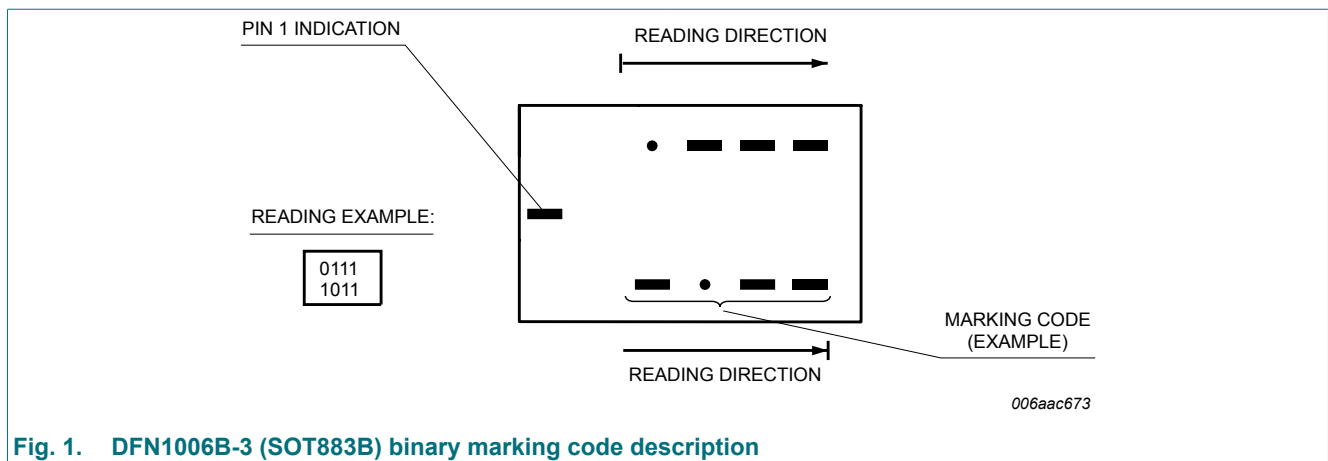 PIN 1 INDICATION
READING DIRECTION
READING EXAMPLE:
0111
1011
MARKING CODE
(EXAMPLE)
READING DIRECTION
006aac673
Fig. 1. DFN1006B-3 (SOT883B) binary marking code description